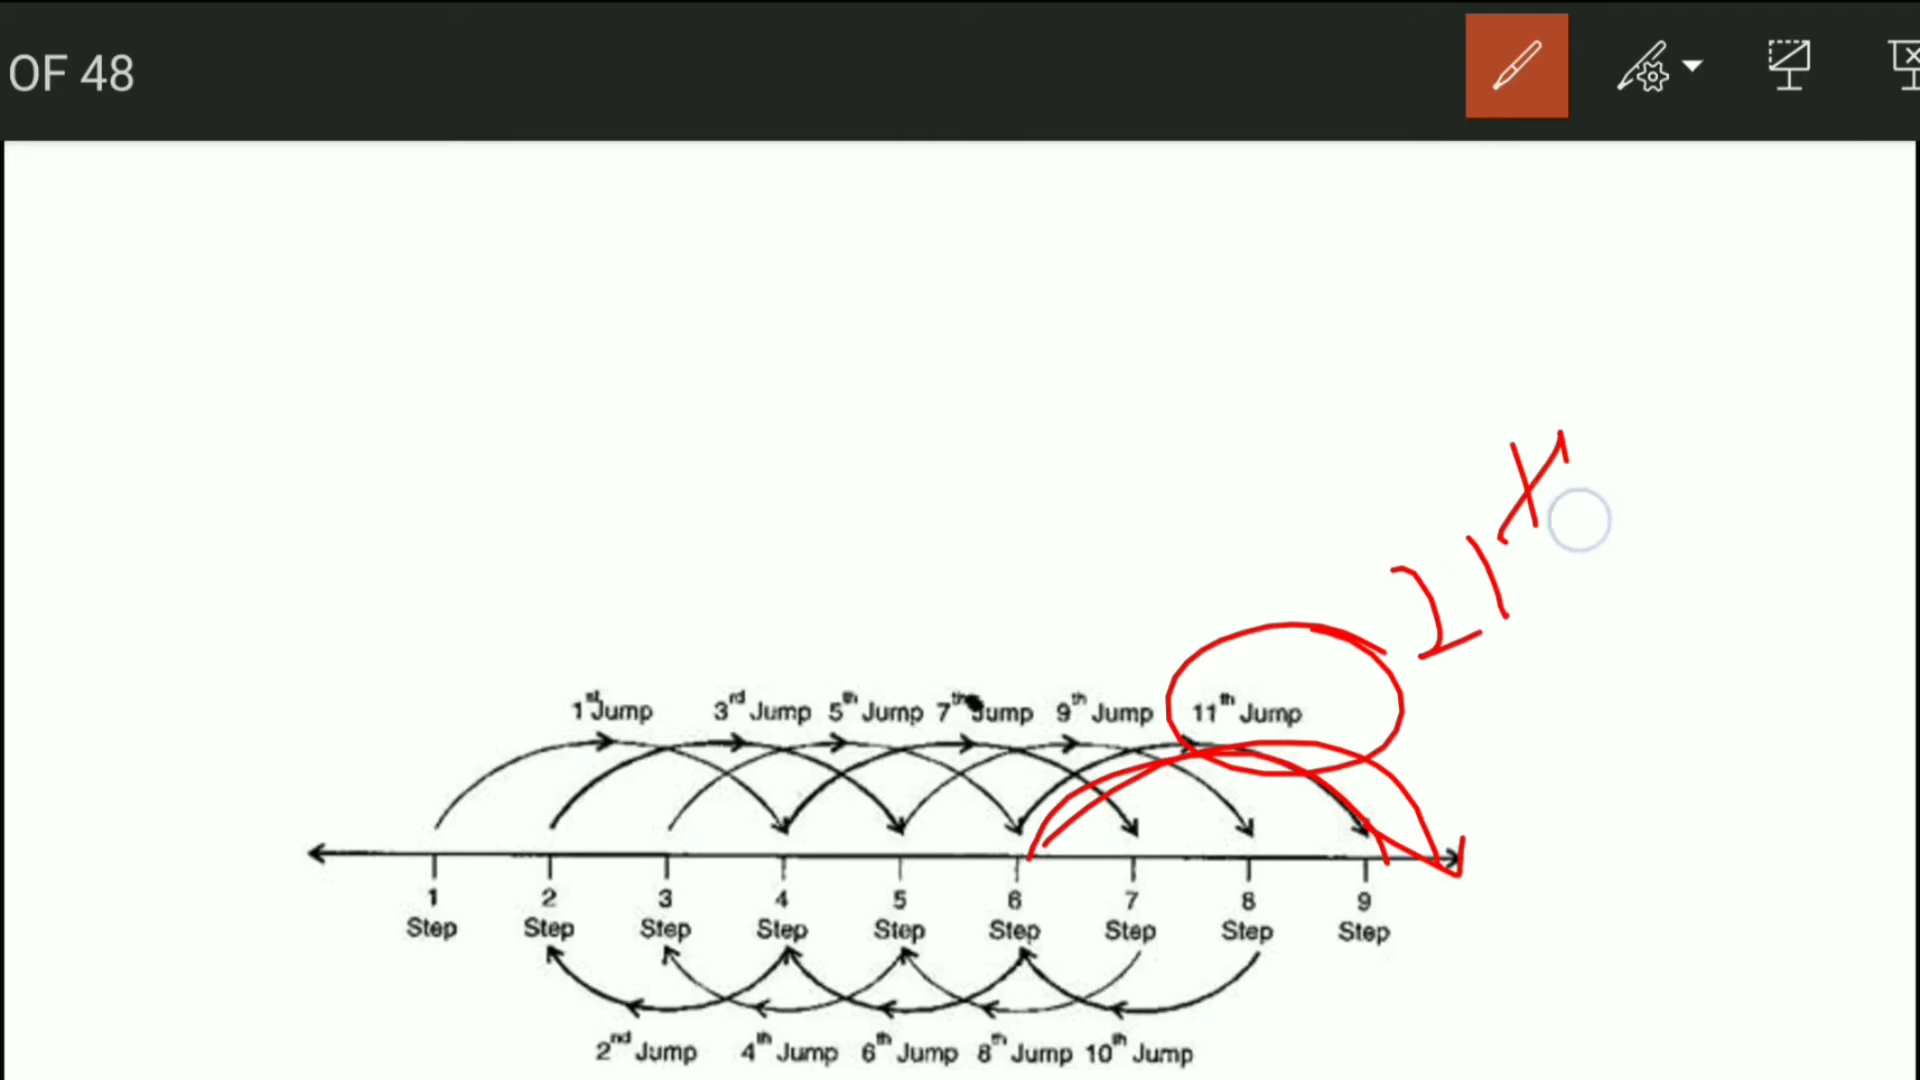 OF 48
21 X
1st Jump 3rd Jump 5th Jump 7th Jump 9th Jump 11th Jump
1 2 3 4 5 6 7 8 9
Step Step Step Step Step Step Step Step Step
2nd Jump 4th Jump 6th Jump 8th Jump 10th Jump